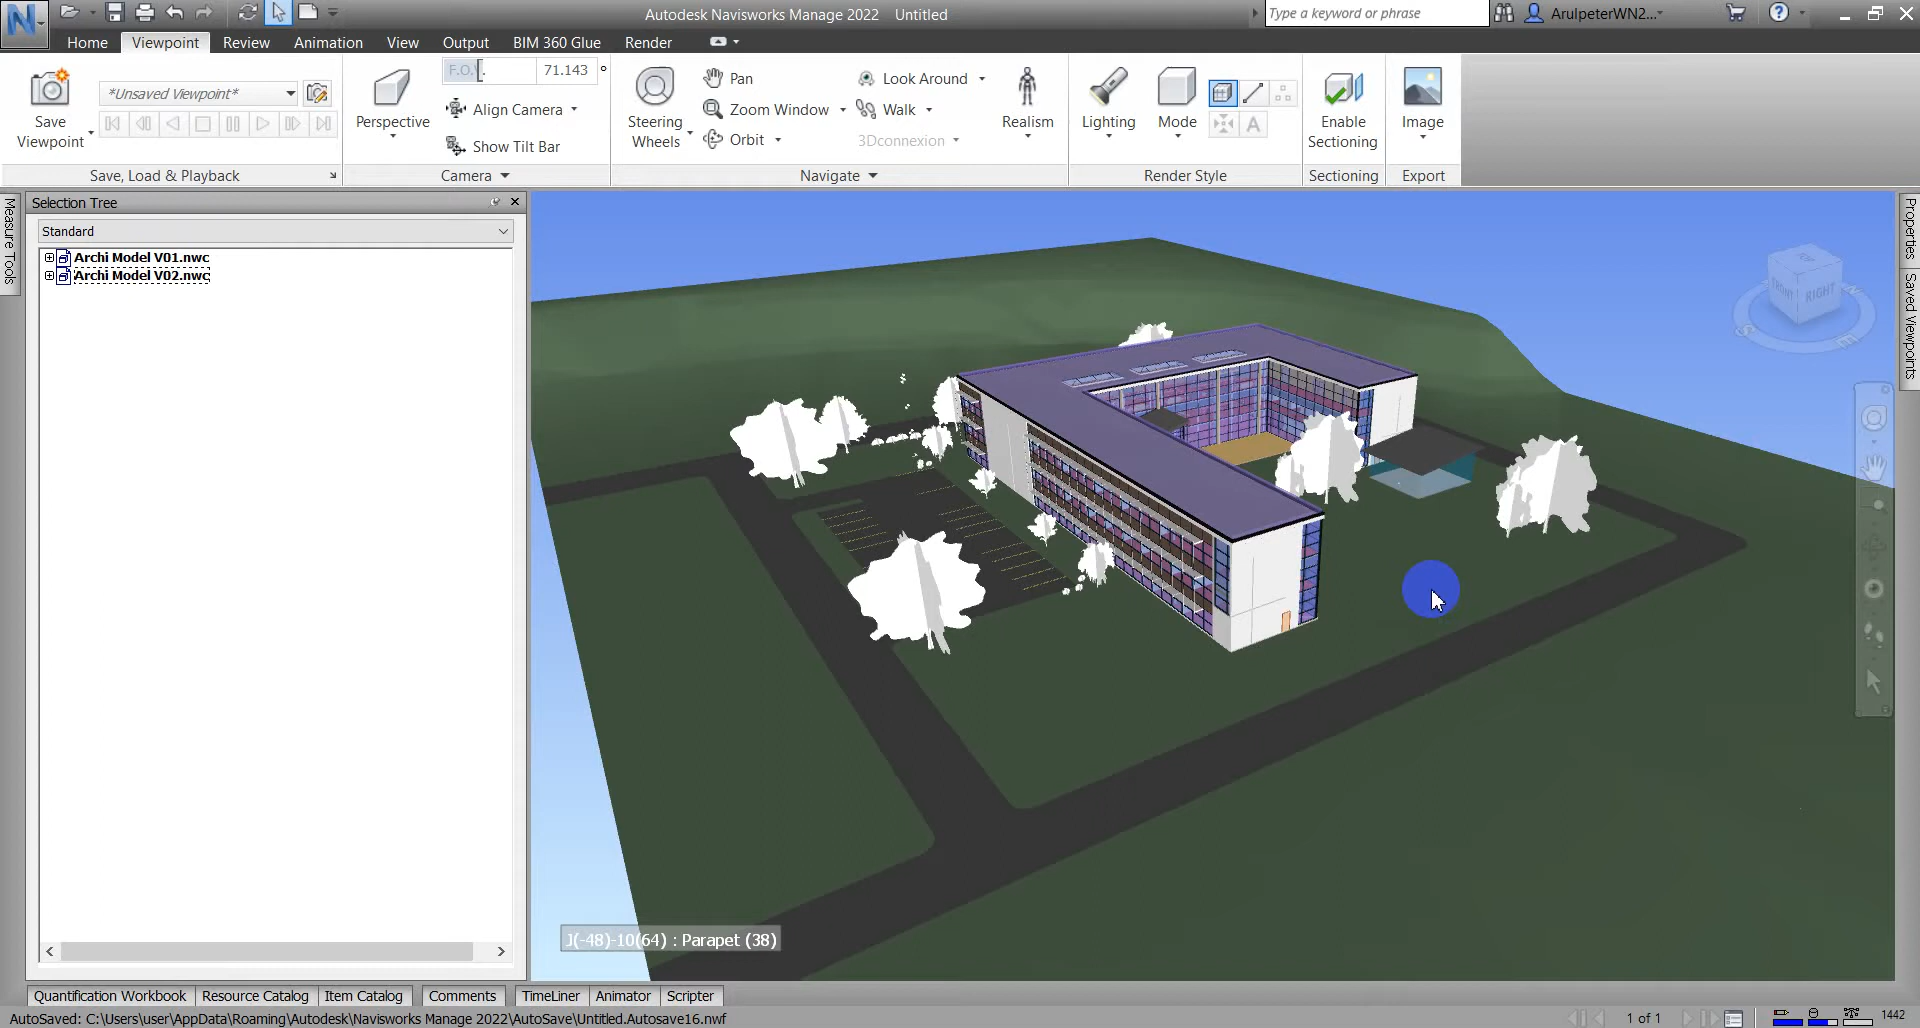 Autodesk Navisworks Manage 2022 Untitled
Type a keyword or phrase
ArulpeterWN2...
Home Viewpoint Review Animation View Output BIM 360 Glue Render
Save Viewpoint
*Unsaved Viewpoint*
Save, Load & Playback
Perspective
F.O.V. 71.143 °
Align Camera
Show Tilt Bar
Camera
Steering Wheels
Pan
Zoom Window
Orbit
Look Around
Walk
3Dconnexion
Realism
Navigate
Lighting
Mode
A
Render Style
Enable Sectioning
Sectioning
Image
Export
Measure Tools
Selection Tree
Standard
Archi Model V01.nwc
Archi Model V02.nwc
TOP
FRONT
RIGHT
Properties
Saved Viewpoints
J(-48)-10(64) : Parapet (38)
Quantification Workbook Resource Catalog Item Catalog Comments TimeLiner Animator Scripter
AutoSaved: C:\Users\user\AppData\Roaming\Autodesk\Navisworks Manage 2022\AutoSave\Untitled.Autosave16.nwf
1 of 1
1442